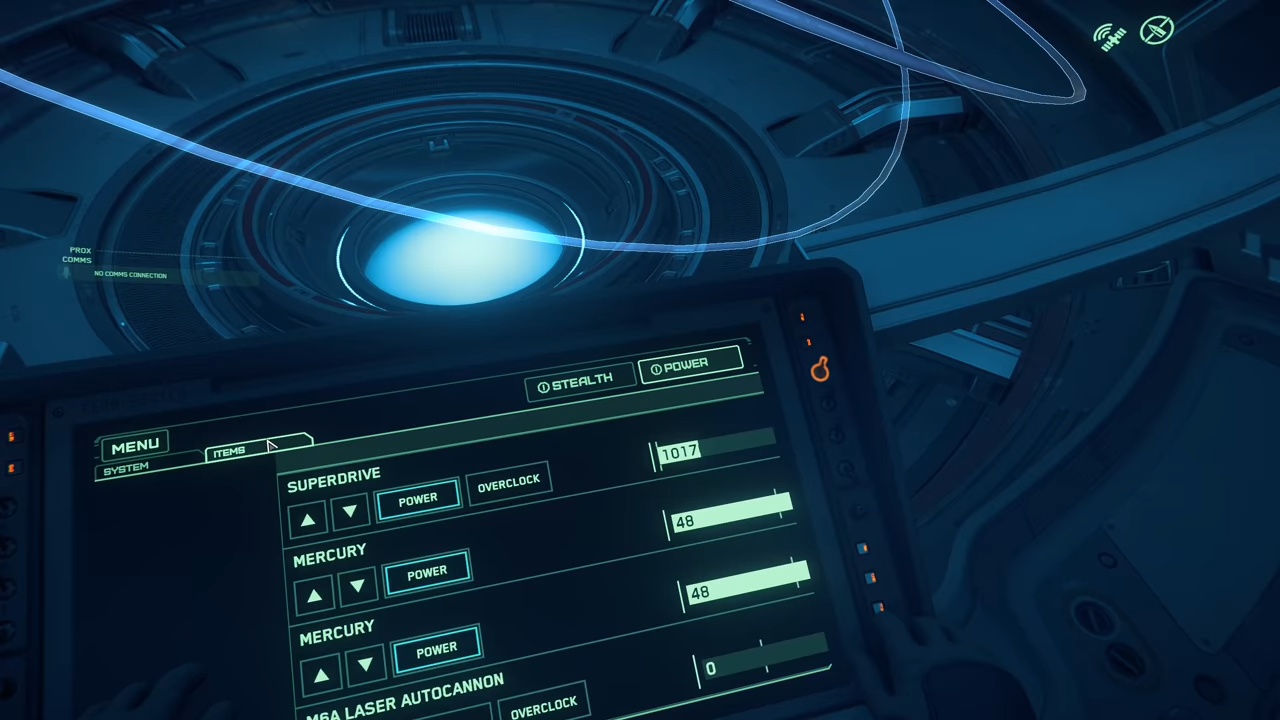 PROX
COMMS
NO COMMS CONNECTION
STEALTH
POWER
MENU
SYSTEM
ITEMS
SUPERDRIVE
1017
POWER
OVERCLOCK
48
MERCURY
POWER
48
MERCURY
POWER
0
M6A LASER AUTOCANNON
OVERCLOCK